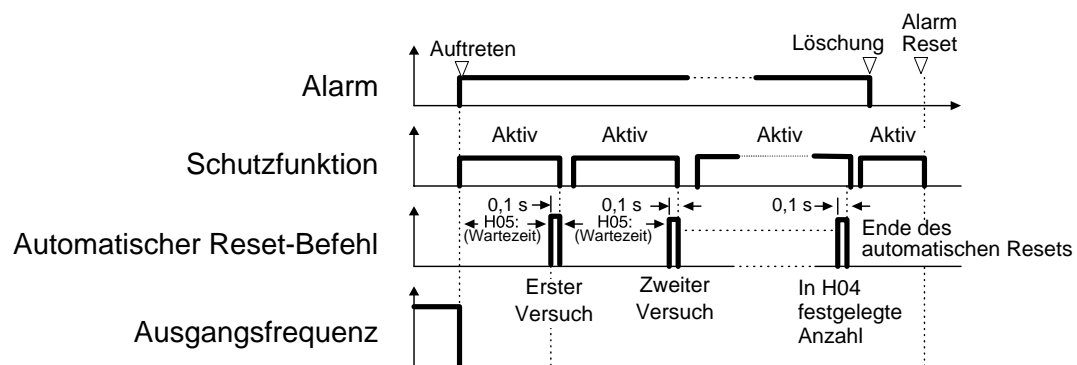 Alarm
Reset
Auftreten
Löschung
Alarm
Aktiv
Aktiv
Aktiv
Aktiv
Schutzfunktion
0,1 s
0,1 s
0,1 s
H05:
(Wartezeit)
H05:
(Wartezeit)
Automatischer Reset-Befehl
Ende des
automatischen Resets
Erster
Versuch
Zweiter
Versuch
In H04
festgelegte
Anzahl
Ausgangsfrequenz